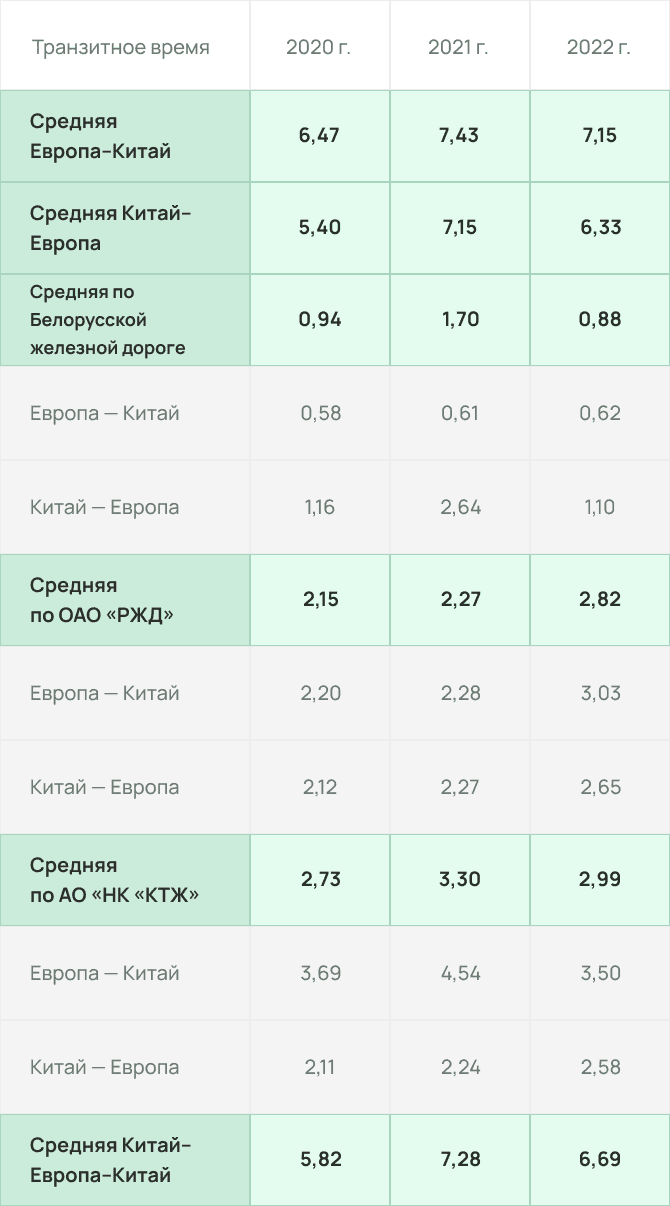 Транзитное время 2020 г. 2021 г. 2022 г.
Средняя
Европа–Китай 6,47 7,43 7,15
Средняя Китай–
Европа 5,40 7,15 6,33
Средняя по
Белорусской
железной дороге 0,94 1,70 0,88
Европа — Китай 0,58 0,61 0,62
Китай — Европа 1,16 2,64 1,10
Средняя
по ОАО «РЖД» 2,15 2,27 2,82
Европа — Китай 2,20 2,28 3,03
Китай — Европа 2,12 2,27 2,65
Средняя
по АО «НК «КТЖ» 2,73 3,30 2,99
Европа — Китай 3,69 4,54 3,50
Китай — Европа 2,11 2,24 2,58
Средняя Китай–
Европа–Китай 5,82 7,28 6,69